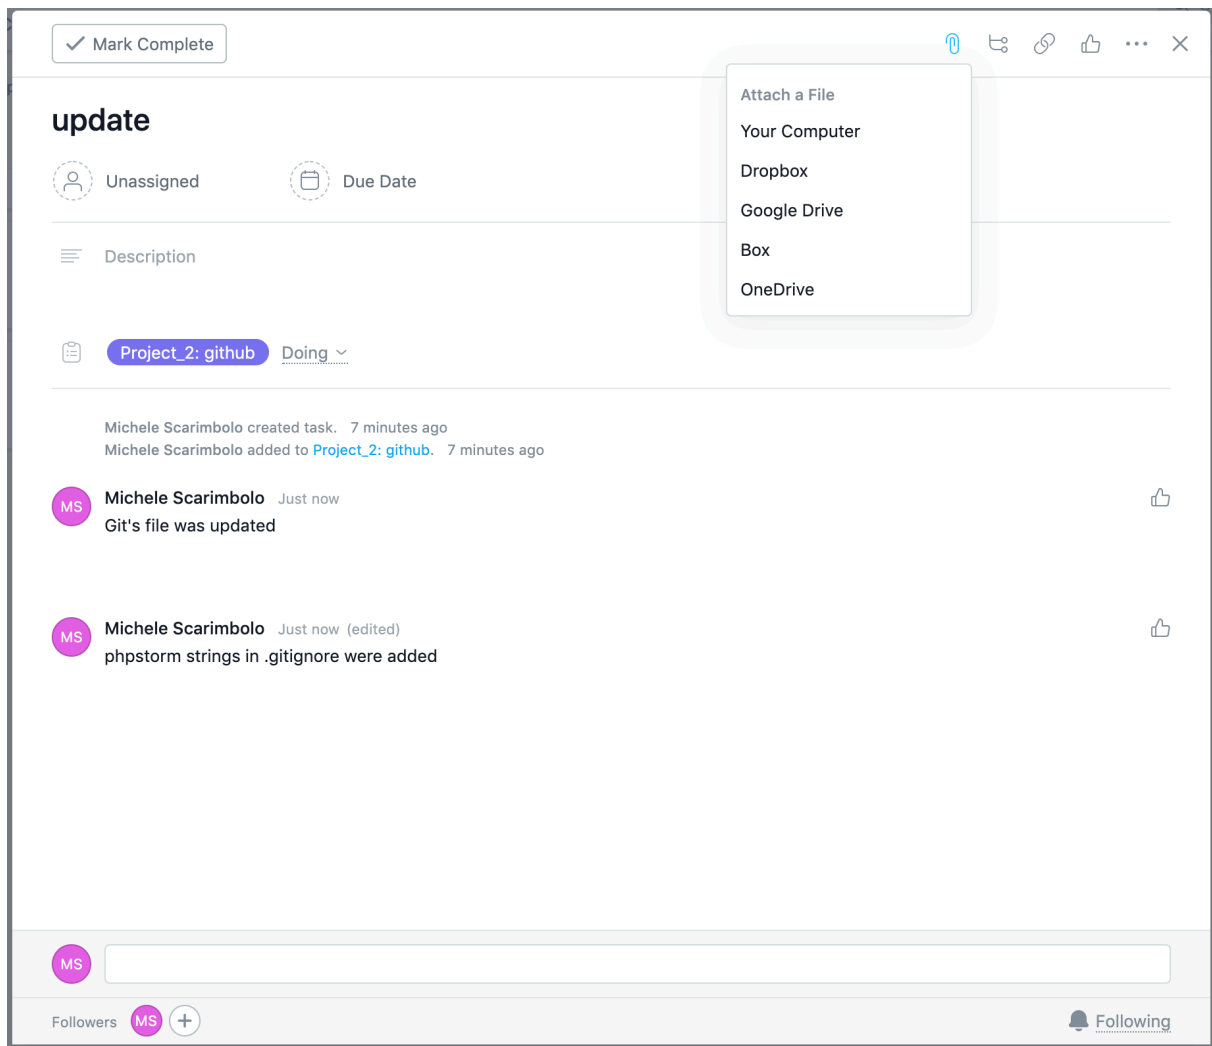 Mark Complete
Attach a File
Your Computer
Dropbox
Google Drive
Box
OneDrive
update
Unassigned
Due Date
Description
Project_2: github Doing
Michele Scarimbolo created task. 7 minutes ago
Michele Scarimbolo added to Project_2: github. 7 minutes ago
MS
Michele Scarimbolo Just now
Git's file was updated
MS
Michele Scarimbolo Just now (edited)
phpstorm strings in .gitignore were added
MS
Followers MS
Following